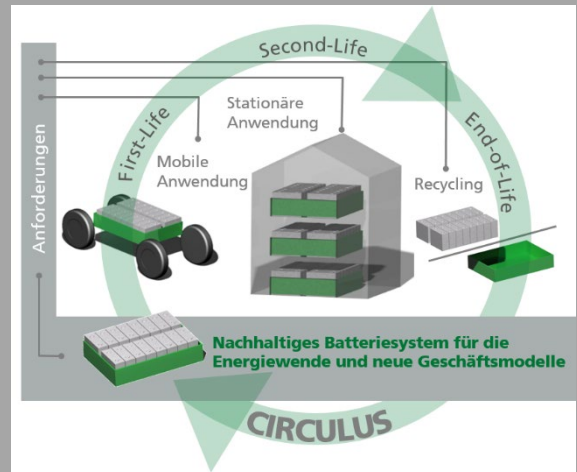 Second-Life
Stationäre
Anwendung
First-Life
Mobile
Anwendung
End-of-Life
Recycling
Anforderungen
Nachhaltiges Batteriesystem für die
Energiewende und neue Geschäftsmodelle
CIRCULUS